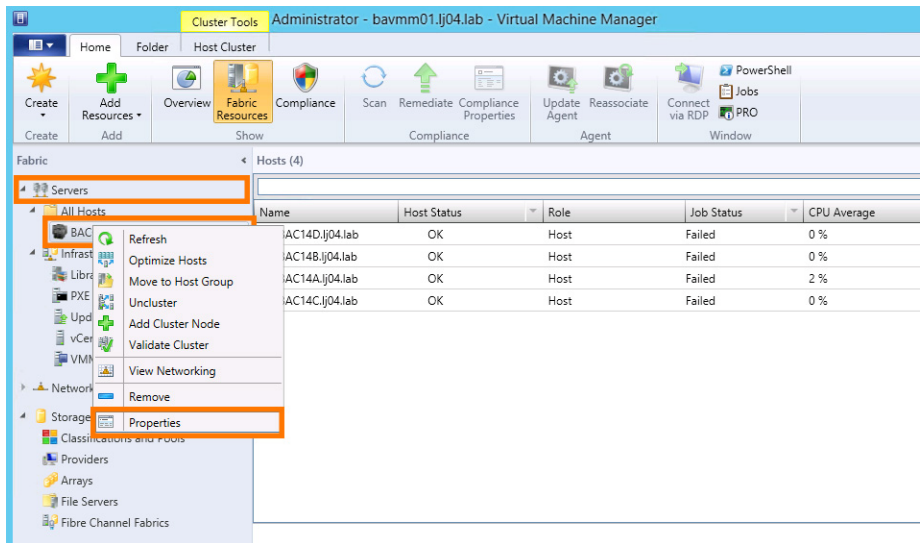 Cluster Tools Administrator - bavmm01.lj04.lab - Virtual Machine Manager
Home Folder Host Cluster
Create Add Resources Overview Fabric Resources Compliance Scan Remediate Compliance Properties Update Agent Reassociate Connect via RDP PowerShell
Jobs
PRO
Create Add Show Compliance Agent Window
Fabric Hosts (4)
Servers
All Hosts Name Host Status Role Job Status CPU Average
BAC AC14D.lj04.lab OK Host Failed 0 %
Refresh
Infrast AC14B.lj04.lab OK Host Failed 0 %
Optimize Hosts
Libra AC14A.lj04.lab OK Host Failed 2 %
Move to Host Group
PXE AC14C.lj04.lab OK Host Failed 0 %
Uncluster
Upd Add Cluster Node
vCer Validate Cluster
VMM View Networking
Network Remove
Storage Properties
Classifications and Pools
Providers
Arrays
File Servers
Fibre Channel Fabrics